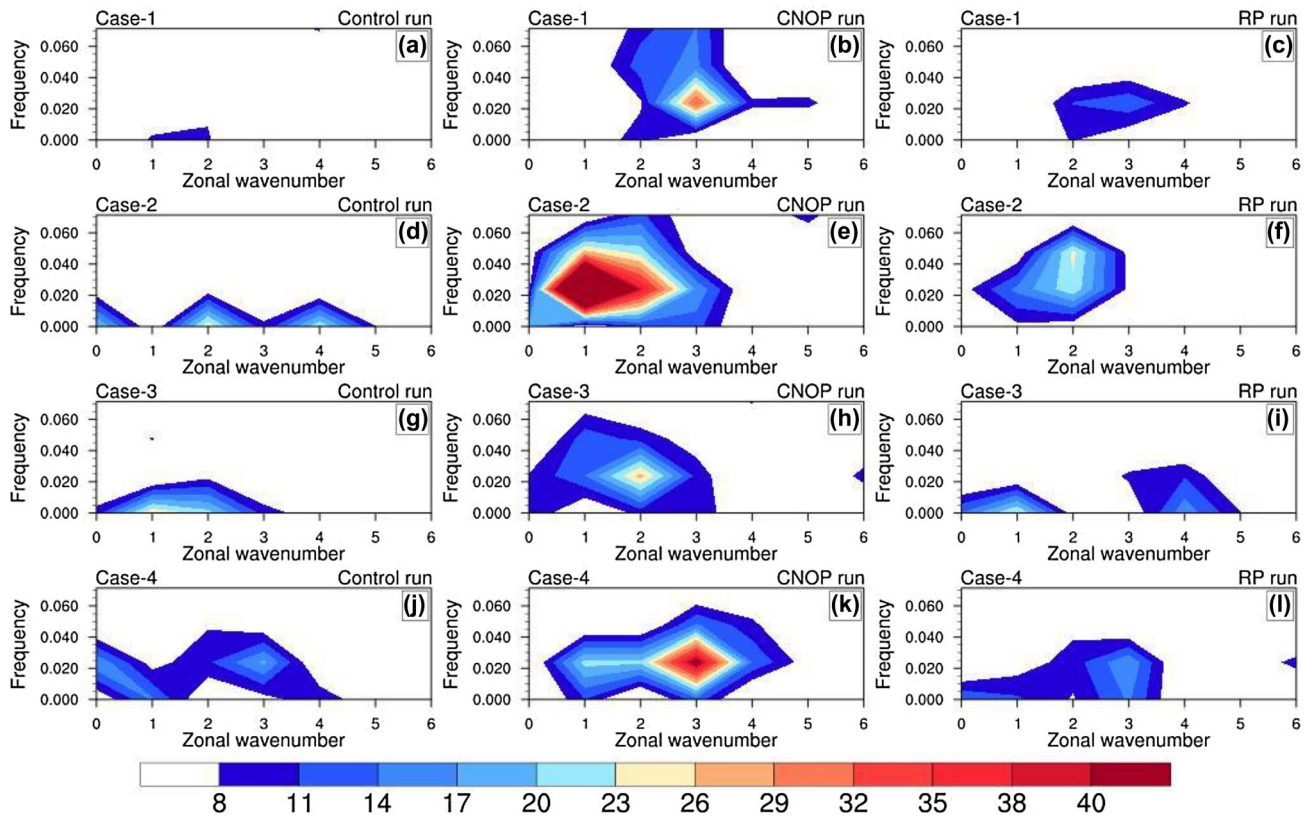 Case-1 Control run
(a)
Frequency
0.060
0.040
0.020
0.000
0 1 2 3 4 5 6
Zonal wavenumber
Case-1 CNOP run
(b)
Frequency
0.060
0.040
0.020
0.000
0 1 2 3 4 5 6
Zonal wavenumber
Case-1 RP run
(c)
Frequency
0.060
0.040
0.020
0.000
0 1 2 3 4 5 6
Zonal wavenumber
Case-2 Control run
(d)
Frequency
0.060
0.040
0.020
0.000
0 1 2 3 4 5 6
Zonal wavenumber
Case-2 CNOP run
(e)
Frequency
0.060
0.040
0.020
0.000
0 1 2 3 4 5 6
Zonal wavenumber
Case-2 RP run
(f)
Frequency
0.060
0.040
0.020
0.000
0 1 2 3 4 5 6
Zonal wavenumber
Case-3 Control run
(g)
Frequency
0.060
0.040
0.020
0.000
0 1 2 3 4 5 6
Zonal wavenumber
Case-3 CNOP run
(h)
Frequency
0.060
0.040
0.020
0.000
0 1 2 3 4 5 6
Zonal wavenumber
Case-3 RP run
(i)
Frequency
0.060
0.040
0.020
0.000
0 1 2 3 4 5 6
Zonal wavenumber
Case-4 Control run
(j)
Frequency
0.060
0.040
0.020
0.000
0 1 2 3 4 5 6
Zonal wavenumber
Case-4 CNOP run
(k)
Frequency
0.060
0.040
0.020
0.000
0 1 2 3 4 5 6
Zonal wavenumber
Case-4 RP run
(l)
Frequency
0.060
0.040
0.020
0.000
0 1 2 3 4 5 6
Zonal wavenumber
8 11 14 17 20 23 26 29 32 35 38 40